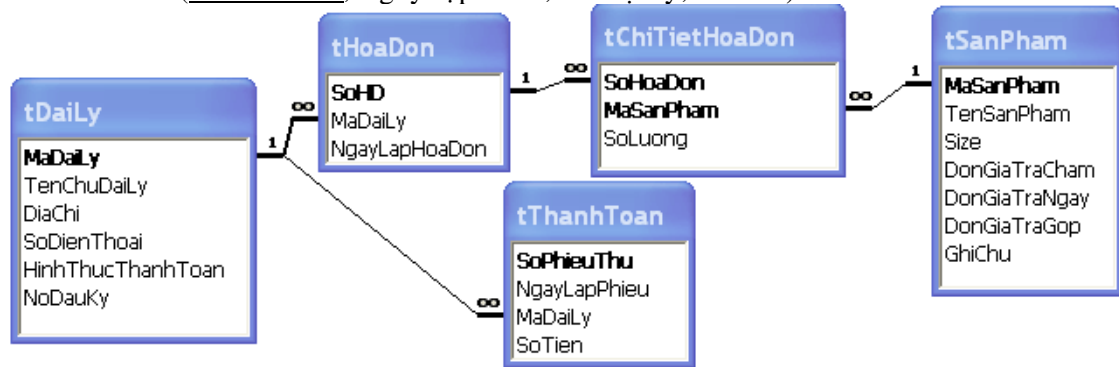 tDaiLy
MaDaiLy
TenChuDaiLy
DiaChi
SoDienThoai
HinhThucThanhToan
NoDauKy
1
∞
tHoaDon
SoHD
MaDaiLy
NgayLapHoaDon
1
∞
tChiTietHoaDon
SoHoaDon
MaSanPham
SoLuong
∞
1
tSanPham
MaSanPham
TenSanPham
Size
DonGiaTraCham
DonGiaTraNgay
DonGiaTraGop
GhiChu
∞
tThanhToan
SoPhieuThu
NgayLapPhieu
MaDaiLy
SoTien